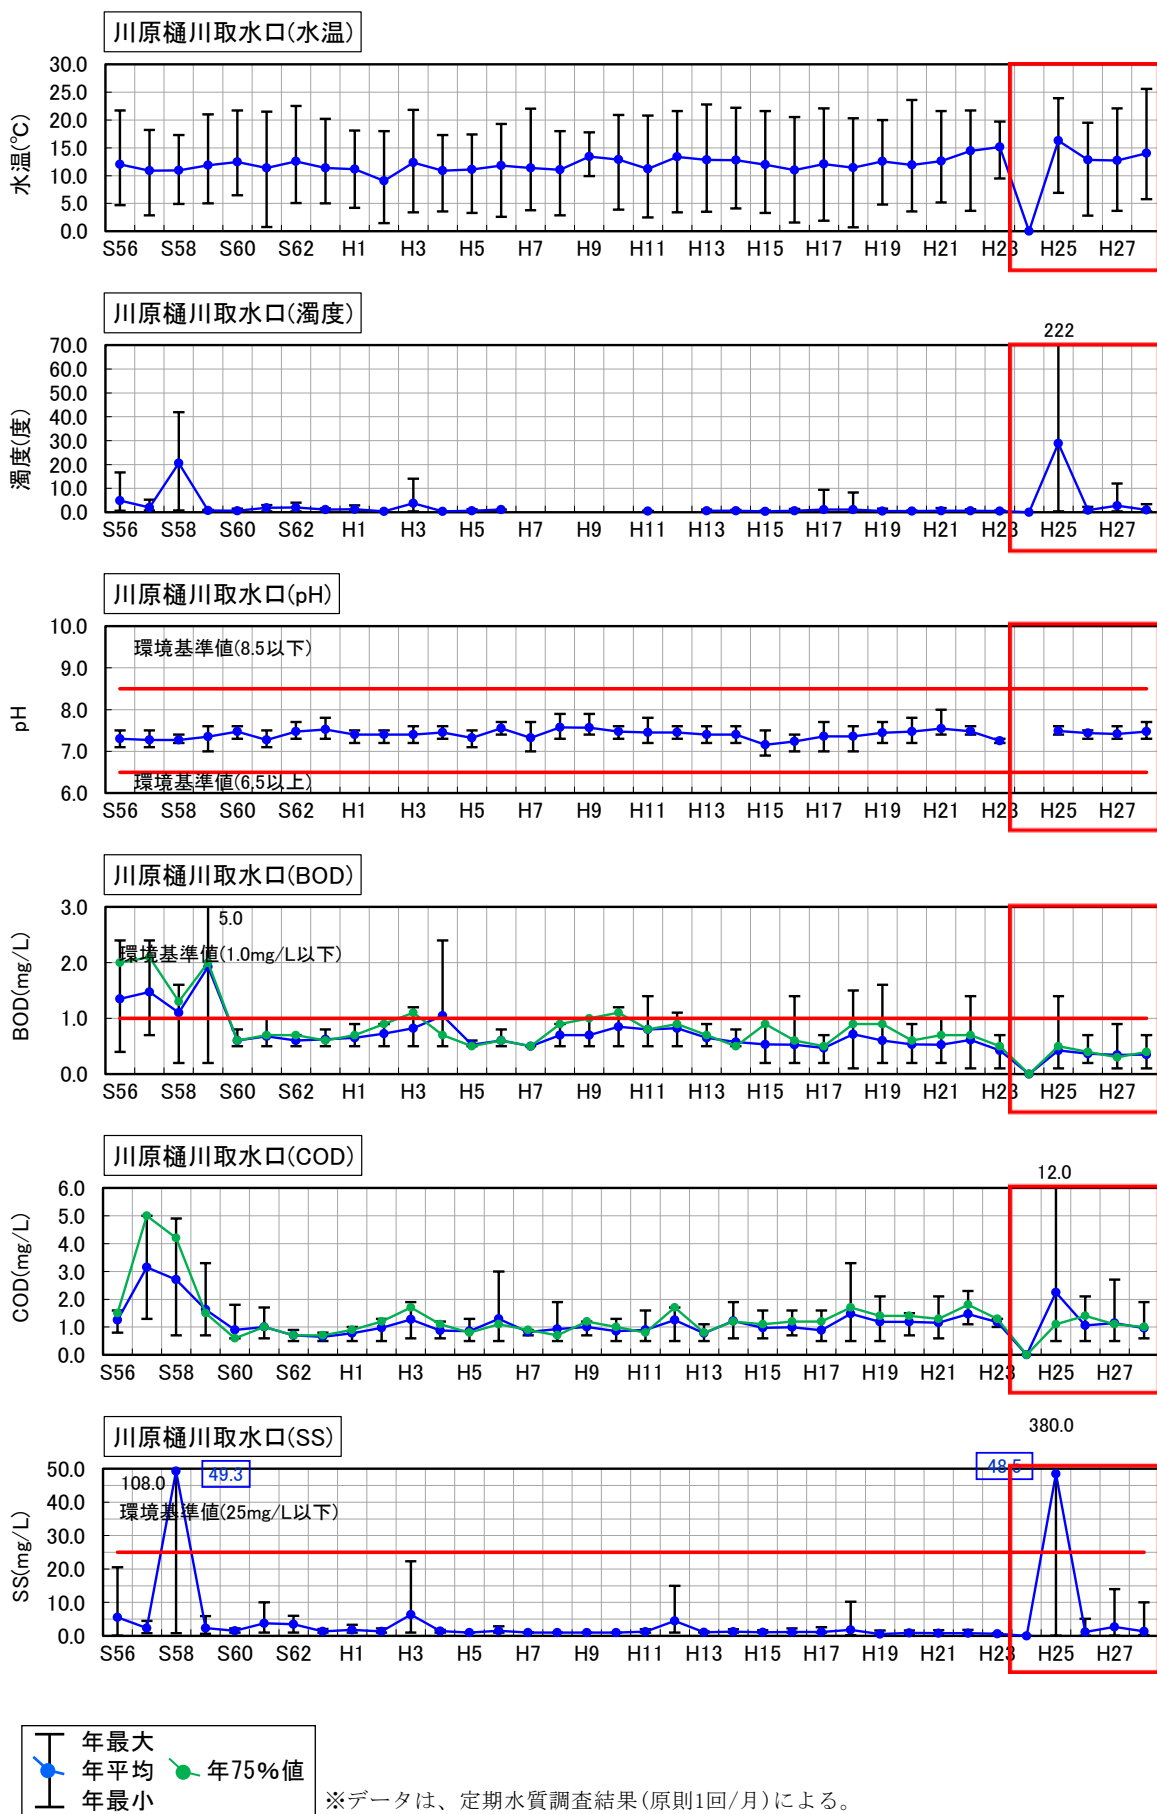 川原樋川取水口(水温)
30.0
25.0
20.0
15.0
10.0
5.0
0.0
水温(℃)
S56 S58 S60 S62 H1 H3 H5 H7 H9 H11 H13 H15 H17 H19 H21 H23 H25 H27
川原樋川取水口(濁度)
222
70.0
60.0
50.0
40.0
30.0
20.0
10.0
0.0
濁度(度)
S56 S58 S60 S62 H1 H3 H5 H7 H9 H11 H13 H15 H17 H19 H21 H23 H25 H27
川原樋川取水口(pH)
10.0
9.0
8.0
7.0
6.0
pH
環境基準値(8.5以下)
環境基準値(6.5以上)
S56 S58 S60 S62 H1 H3 H5 H7 H9 H11 H13 H15 H17 H19 H21 H23 H25 H27
川原樋川取水口(BOD)
3.0
2.0
1.0
0.0
BOD(mg/L)
5.0
環境基準値(1.0mg/L以下)
S56 S58 S60 S62 H1 H3 H5 H7 H9 H11 H13 H15 H17 H19 H21 H23 H25 H27
川原樋川取水口(COD)
12.0
6.0
5.0
4.0
3.0
2.0
1.0
0.0
COD(mg/L)
S56 S58 S60 S62 H1 H3 H5 H7 H9 H11 H13 H15 H17 H19 H21 H23 H25 H27
川原樋川取水口(SS)
380.0
50.0
40.0
30.0
20.0
10.0
0.0
SS(mg/L)
108.0
49.3
48.5
環境基準値(25mg/L以下)
S56 S58 S60 S62 H1 H3 H5 H7 H9 H11 H13 H15 H17 H19 H21 H23 H25 H27
年最大
年平均 年75%値
年最小
※データは、定期水質調査結果(原則1回/月)による。